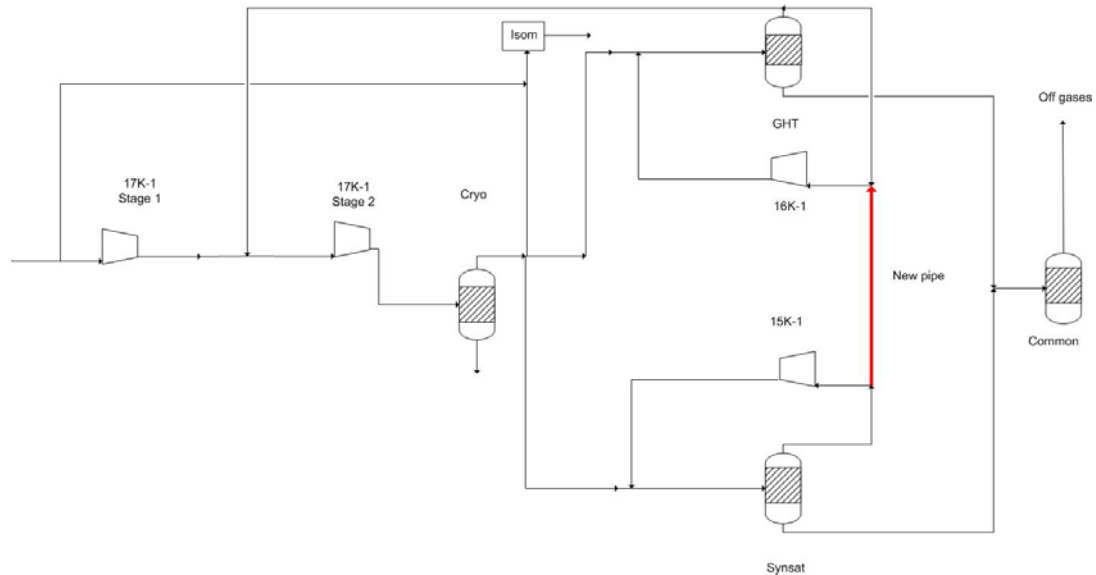 Isom
Off gases
GHT
17K-1
Stage 1
17K-1
Stage 2
Cryo
16K-1
New pipe
15K-1
Common
Synsat